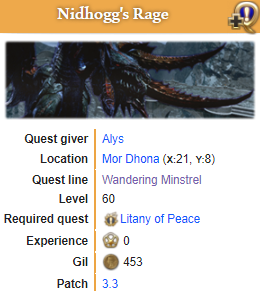 Nidhogg's Rage
Quest giver Alys
Location Mor Dhona (X:21, Y:8)
Quest line Wandering Minstrel
Level 60
Required quest Litany of Peace
Experience 0
Gil 453
Patch 3.3